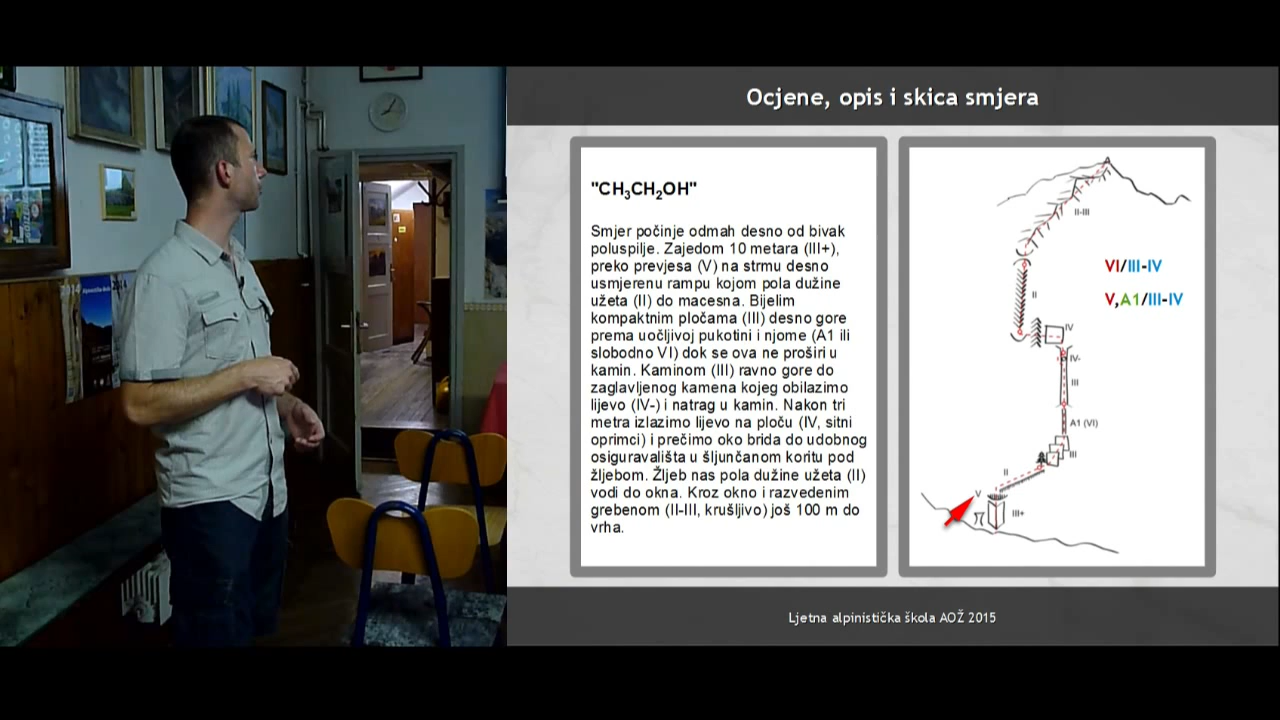 Ocjene, opis i skica smjera
"CH₃CH₂OH"
Smjer počinje odmah desno od bivak
poluspilje. Zajedom 10 metara (III+),
preko prevjesa (V) na strmu desno
usmjerenu rampu kojom pola dužine
užeta (II) do macesna. Bijelim
kompaktnim pločama (III) desno gore
prema uočljivoj pukotini i njome (A1 ili
slobodno VI) dok se ova ne proširi u
kamin. Kaminom (III) ravno gore do
zaglavljenog kamena kojeg obilazimo
lijevo (IV-) i natrag u kamin. Nakon tri
metra izlazimo lijevo na ploču (IV, sitni
oprimci) i prečimo oko brida do udobnog
osiguravališta u šljunčanom koritu pod
žljebom. Žljeb nas pola dužine užeta (II)
vodi do okna. Kroz okno i razvedenim
grebenom (II-III, krušljivo) još 100 m do
vrha.
II-III
VI/III-IV
V,A1/III-IV
II
IV
IV-
III
A1 (VI)
III
II
V
III+
Ljetna alpinistička škola AOŽ 2015